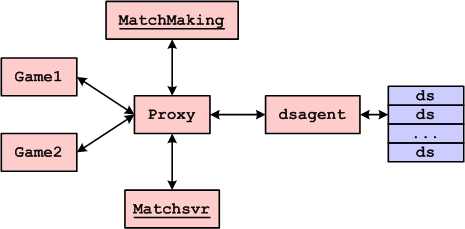 MatchMaking
Game1
Proxy
dsagent
ds
ds
...
ds
Game2
Matchsvr